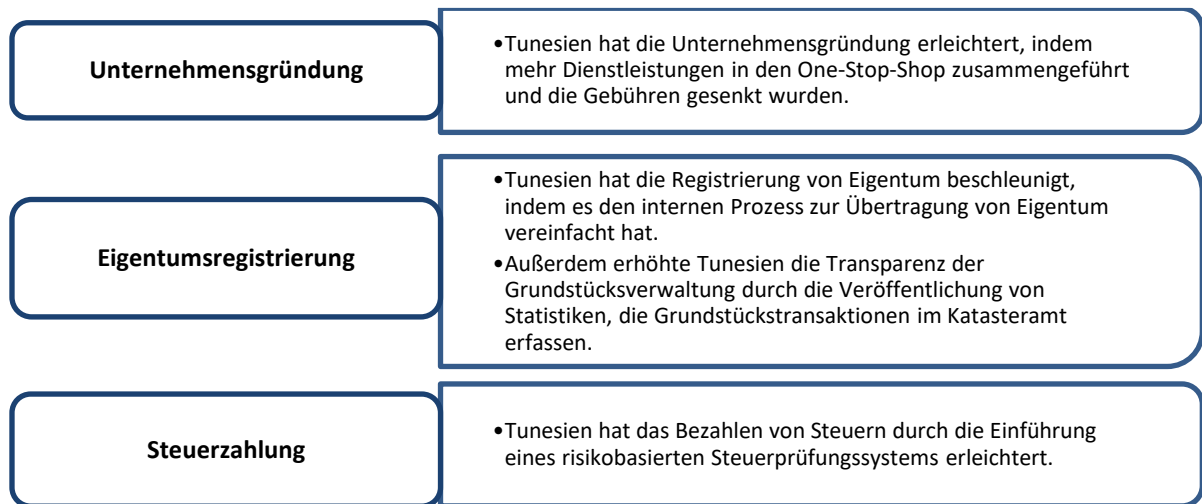 Unternehmensgründung
•Tunesien hat die Unternehmensgründung erleichtert, indem
mehr Dienstleistungen in den One-Stop-Shop zusammengeführt
und die Gebühren gesenkt wurden.
Eigentumsregistrierung
•Tunesien hat die Registrierung von Eigentum beschleunigt,
indem es den internen Prozess zur Übertragung von Eigentum
vereinfacht hat.
•Außerdem erhöhte Tunesien die Transparenz der
Grundstücksverwaltung durch die Veröffentlichung von
Statistiken, die Grundstückstransaktionen im Katasteramt
erfassen.
Steuerzahlung
•Tunesien hat das Bezahlen von Steuern durch die Einführung
eines risikobasierten Steuerprüfungssystems erleichtert.